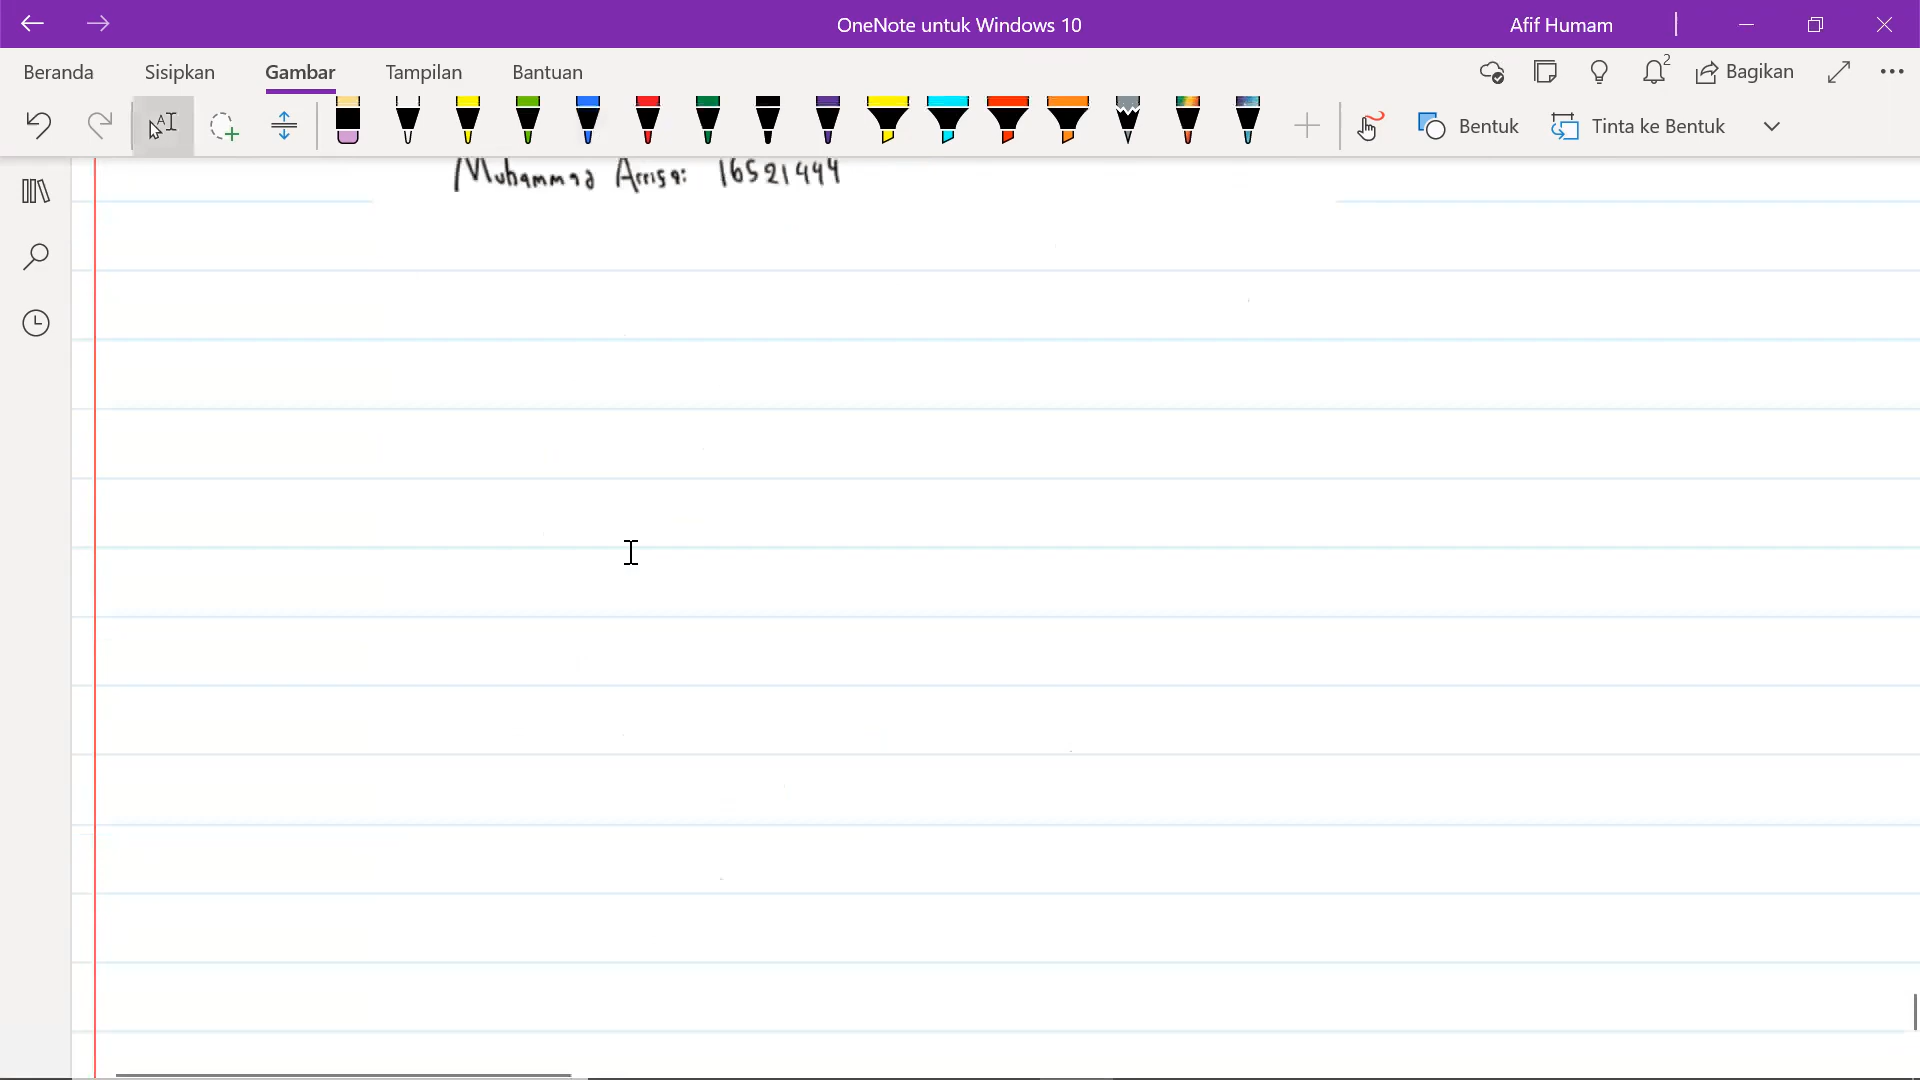 OneNote untuk Windows 10
Afif Humam
Beranda Sisipkan Gambar Tampilan Bantuan
2
Bagikan
Bentuk
Tinta ke Bentuk
Muhammad Arrisa: 16521444